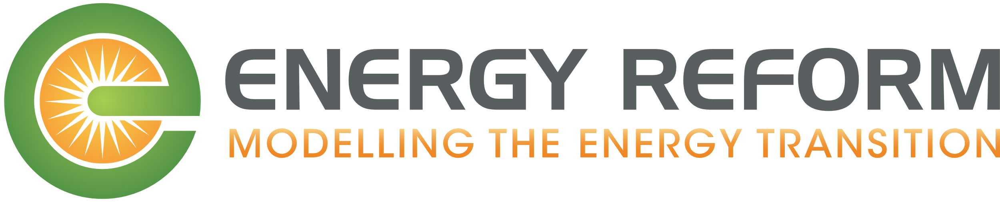 ENERGY REFORM
MODELLING THE ENERGY TRANSITION